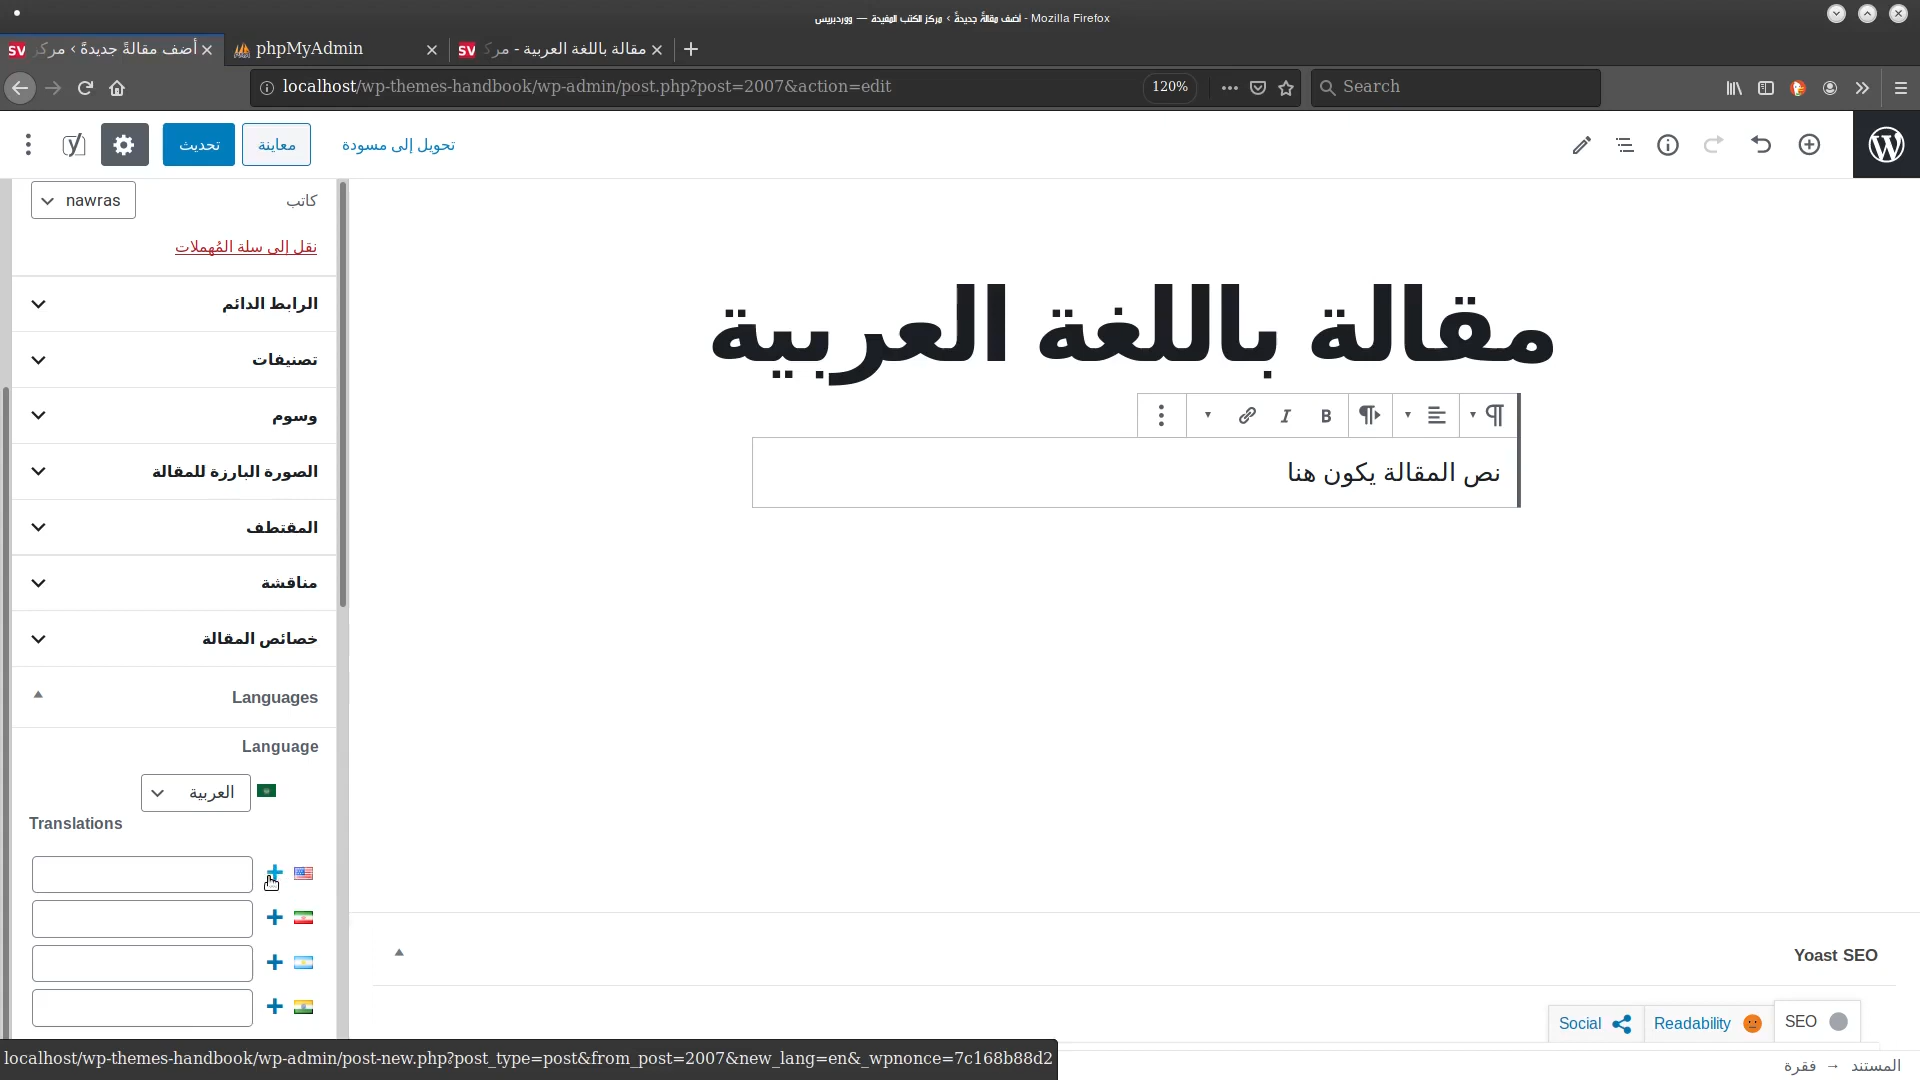 أضف مقالةً جديدةً ‹ مركز الكتب المفيدة — ووردبريس - Mozilla Firefox
أضف مقالةً جديدةً ‹ مركز
phpMyAdmin
مقالة باللغة العربية - مرك
localhost/wp-themes-handbook/wp-admin/post.php?post=2007&action=edit
120%
Search
تحديث
معاينة
تحويل إلى مسودة
كاتب
nawras
نقل إلى سلة المُهملات
الرابط الدائم
تصنيفات
وسوم
الصورة البارزة للمقالة
المقتطف
مناقشة
خصائص المقالة
Languages
Language
العربية
Translations
مقالة باللغة العربية
B I
نص المقالة يكون هنا
Yoast SEO
SEO
Readability
Social
المستند → فقرة
localhost/wp-themes-handbook/wp-admin/post-new.php?post_type=post&from_post=2007&new_lang=en&_wpnonce=7c168b88d2